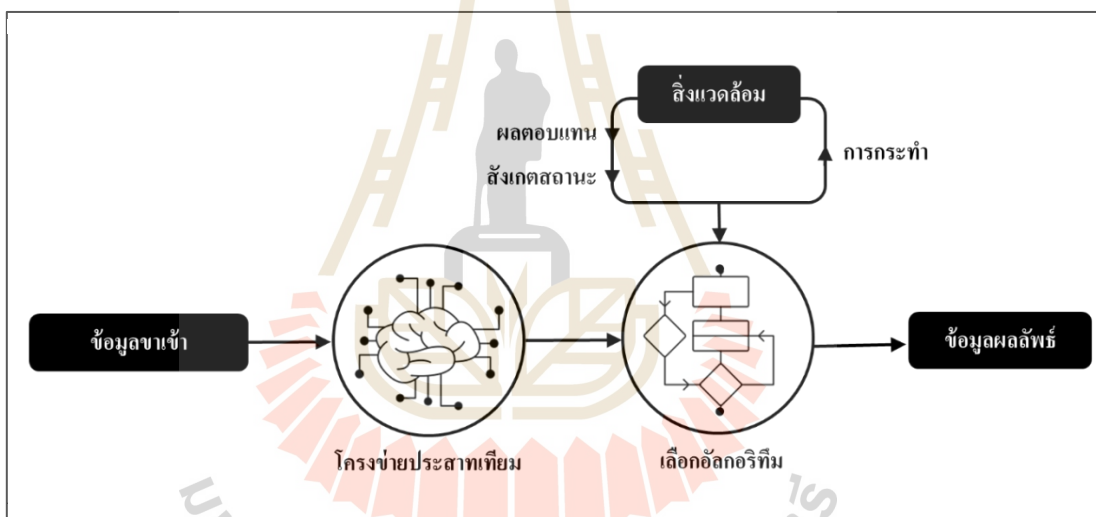 สิ่งแวดล้อม
ผลตอบแทน
การกระทำ
สังเกตสถานะ
ข้อมูลขาเข้า
ข้อมูลผลลัพธ์
โครงข่ายประสาทเทียม
เลือกอัลกอริทึม